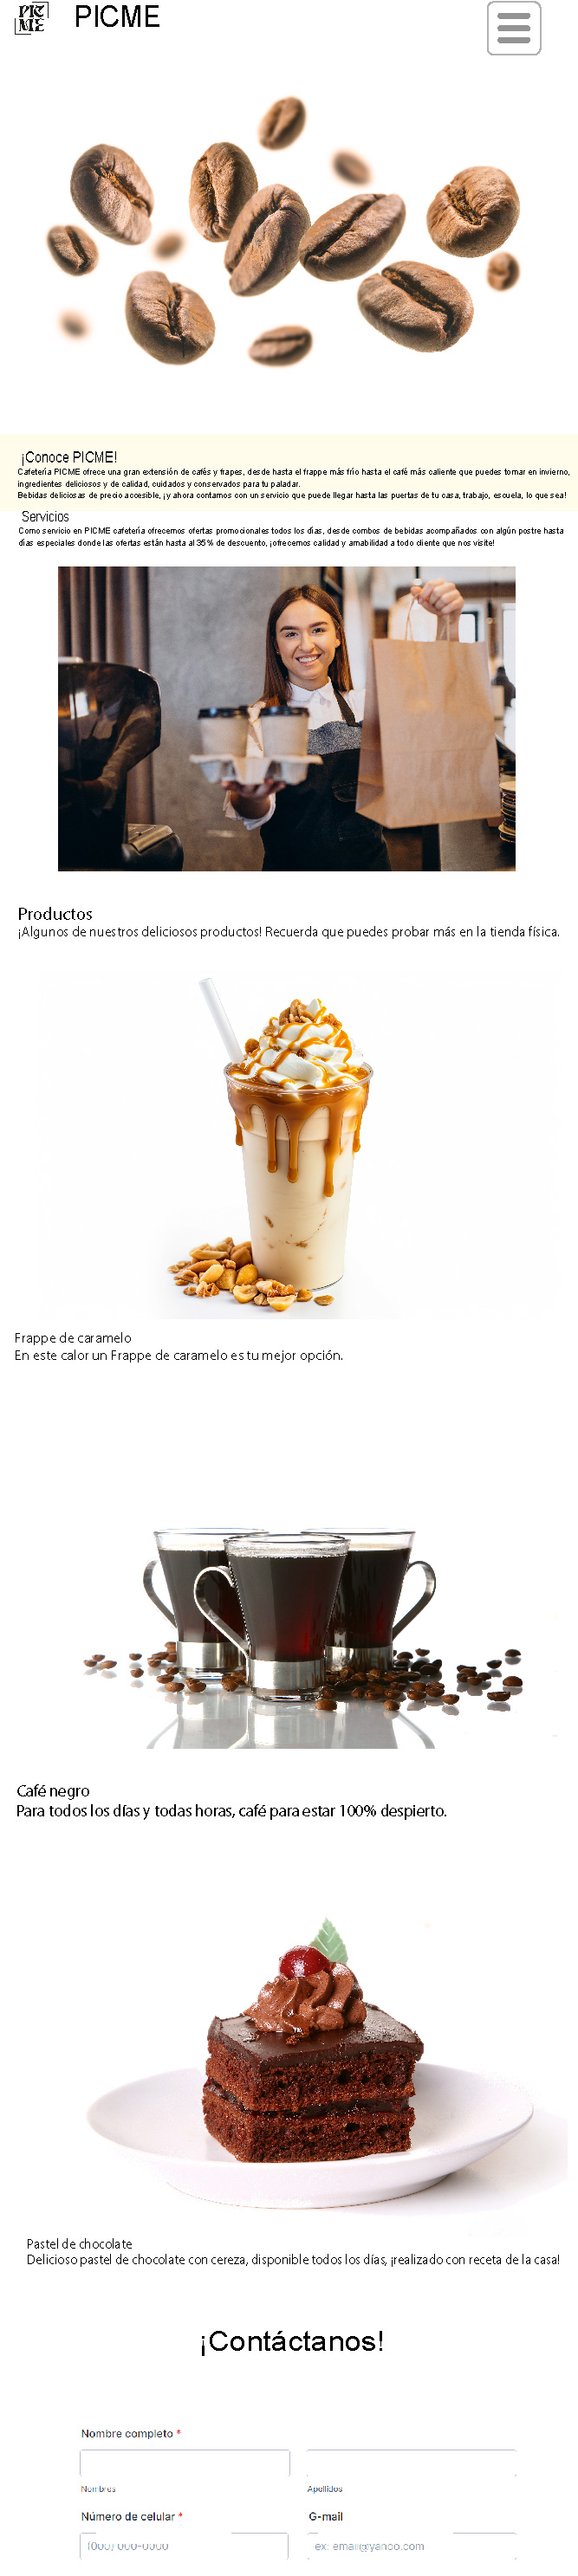 PIC
ME
PICME
¡Conoce PICME!
Cafetería PICME ofrece una gran extensión de cafés y frapes, desde hasta el frappe más frío hasta el café más caliente que puedes tomar en invierno,
ingredientes deliciosos y de calidad, cuidados y conservados para tu paladar.
Bebidas deliciosas de precio accesible, ¡y ahora contamos con un servicio que puede llegar hasta las puertas de tu casa, trabajo, escuela, lo que sea!
Servicios
Como servicio en PICME cafetería ofrecemos ofertas promocionales todos los días, desde combos de bebidas acompañados con algún postre hasta
días especiales donde las ofertas están hasta al 35% de descuento, ¡ofrecemos calidad y amabilidad a todo cliente que nos visite!
Productos
¡Algunos de nuestros deliciosos productos! Recuerda que puedes probar más en la tienda física.
Frappe de caramelo
En este calor un Frappe de caramelo es tu mejor opción.
Café negro
Para todos los días y todas horas, café para estar 100% despierto.
Pastel de chocolate
Delicioso pastel de chocolate con cereza, disponible todos los días, ¡realizado con receta de la casa!
¡Contáctanos!
Nombre completo *
Nombres Apellidos
Número de celular * G-mail
(000) 000-0000 ex: email@yahoo.com